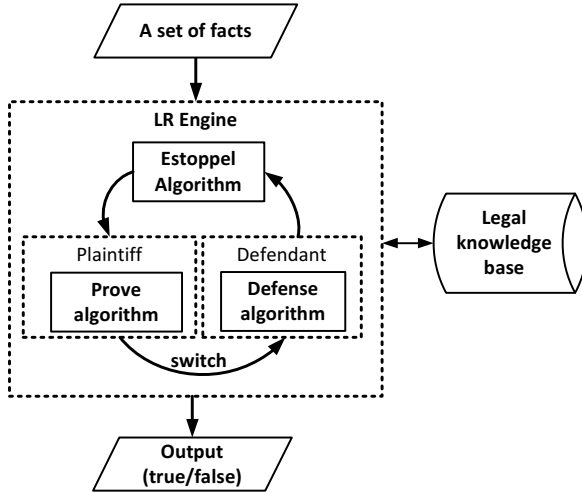 A set of facts
LR Engine
Estoppel
Algorithm
Plaintiff
Defendant
Prove
algorithm
Defense
algorithm
switch
Legal
knowledge
base
Output
(true/false)